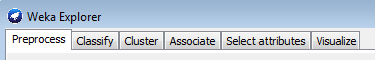 Weka Explorer
Preprocess Classify Cluster Associate Select attributes Visualize